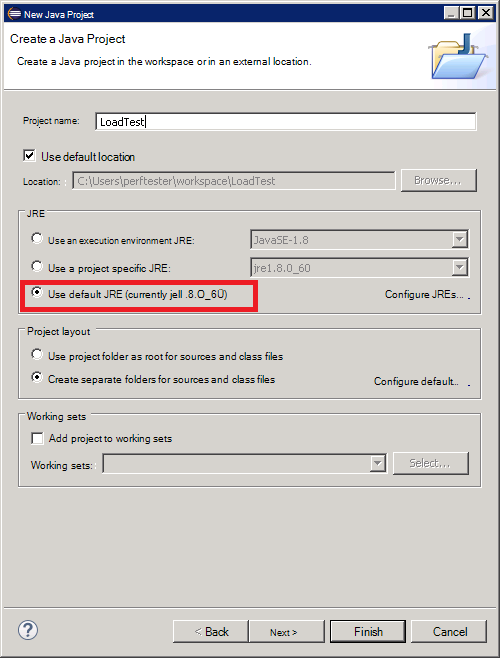 New Java Project
Create a Java Project
Create a Java project in the workspace or in an external location.
Project name: LoadTest
Use default location
Location: : C:\Users\perftester\workspace\LoadTest Browse...
JRE
Use an execution environment JRE: JavaSE-1.8
Use a project specific JRE: jre1.8.0_60
Use default JRE (currently jell .8.O_6Ü) Configure JREs... .
Project layout
Use project folder as root for sources and class files
Create separate folders for sources and class files Configure default... .
Working sets
Add project to working sets
Working sets: Select...
? < Back Next > Finish Cancel